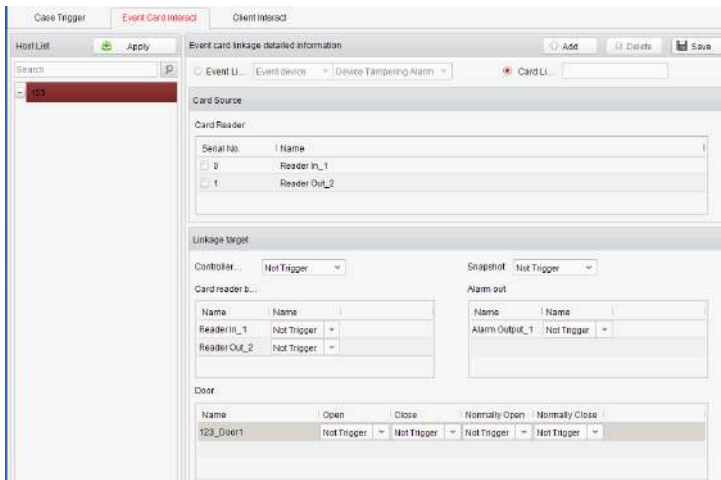 Case Trigger Event Card Interact Client Interact
Host List Apply Event card linkage detailed information Add Delete Save
Search Event Li... Event device Device Tampering Alarm Card Li...
123
Card Source
Card Reader
Serial No. Name
0 Reader In_1
1 Reader Out_2
Linkage target
Controller... Not Trigger Snapshot Not Trigger
Card reader b... Alarm out
Name Name Name Name
Reader In_1 Not Trigger Alarm Output_1 Not Trigger
Reader Out_2 Not Trigger
Door
Name Open Close Normally Open Normally Close
123_Door1 Not Trigger Not Trigger Not Trigger Not Trigger